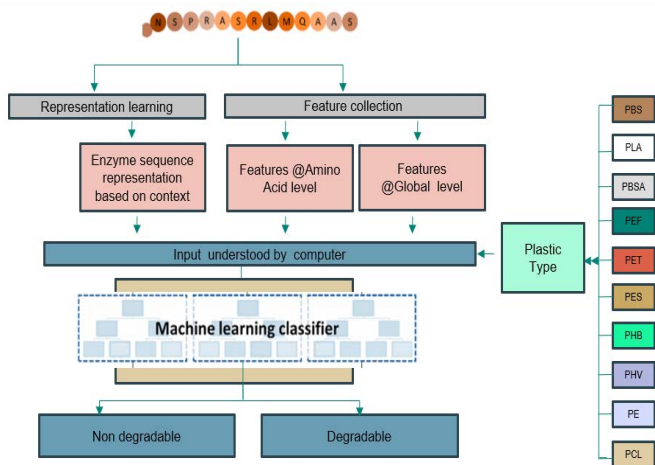 N S P R A S R L M Q A A S
Representation learning
Feature collection
Enzyme sequence
representation
based on context
Features @Amino
Acid level
Features
@Global level
Input understood by computer
Plastic
Type
Machine learning classifier
Non degradable
Degradable
PBS
PLA
PBSA
PEF
PET
PES
PHB
PHV
PE
PCL